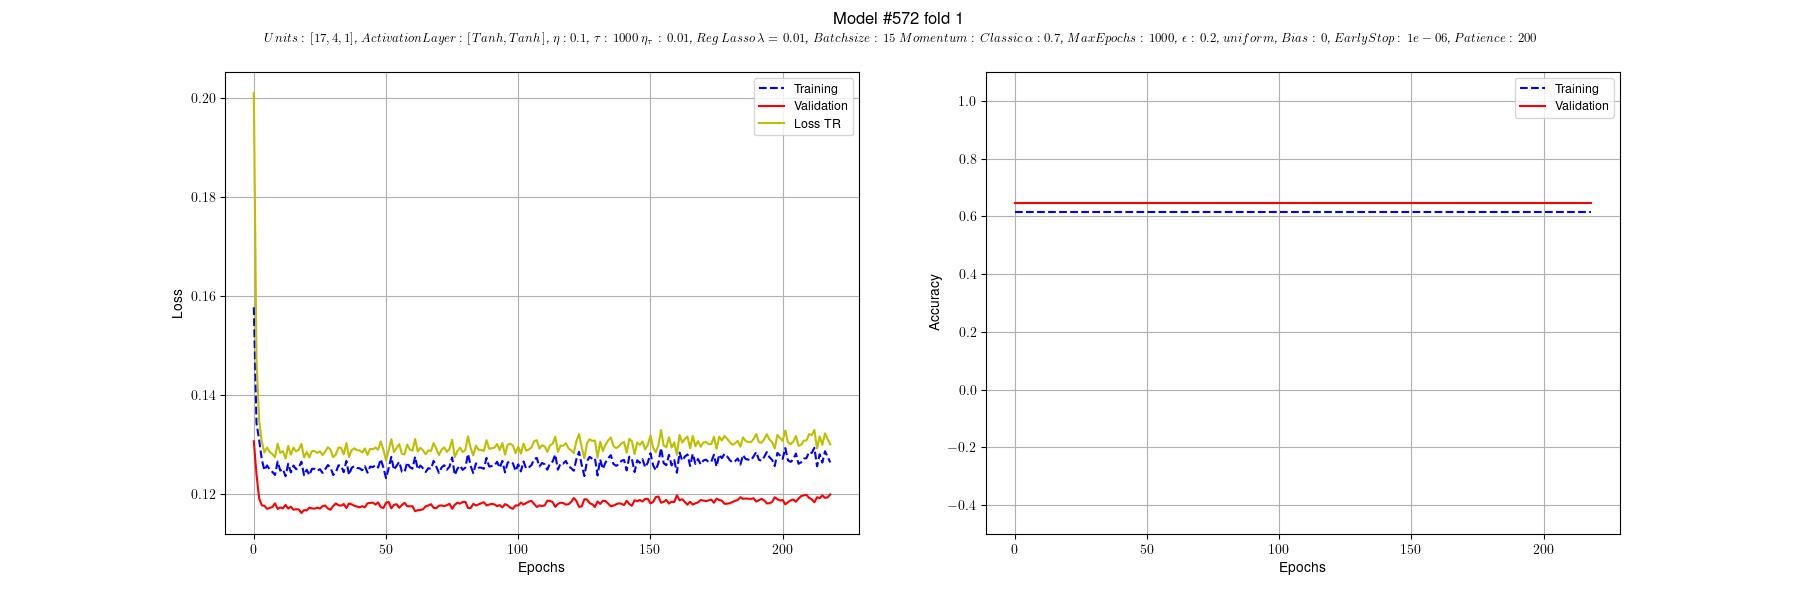 Model #572 fold 1
Units : [17, 4, 1], ActivationLayer : [Tanh, Tanh], η : 0.1, τ : 1000 ητ : 0.01, Reg Lasso λ = 0.01, Batchsize : 15 Momentum : Classic α : 0.7, MaxEpochs : 1000, ϵ : 0.2, uniform, Bias : 0, EarlyStop : 1e − 06, Patience : 200
Training
Validation
Loss TR
0.20
0.18
0.16
0.14
0.12
Loss
0 50 100 150 200
Epochs
Training
Validation
1.0
0.8
0.6
0.4
0.2
0.0
−0.2
−0.4
Accuracy
0 50 100 150 200
Epochs